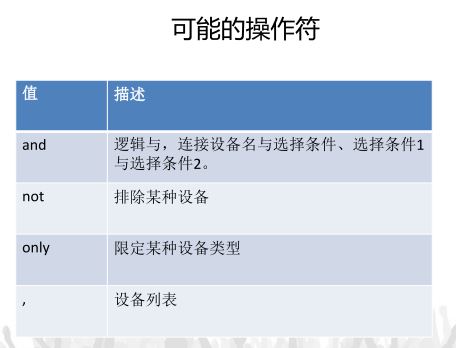 可能的操作符
值 描述
and 逻辑与，连接设备名与选择条件、选择条件1
与选择条件2。
not 排除某种设备
only 限定某种设备类型
, 设备列表